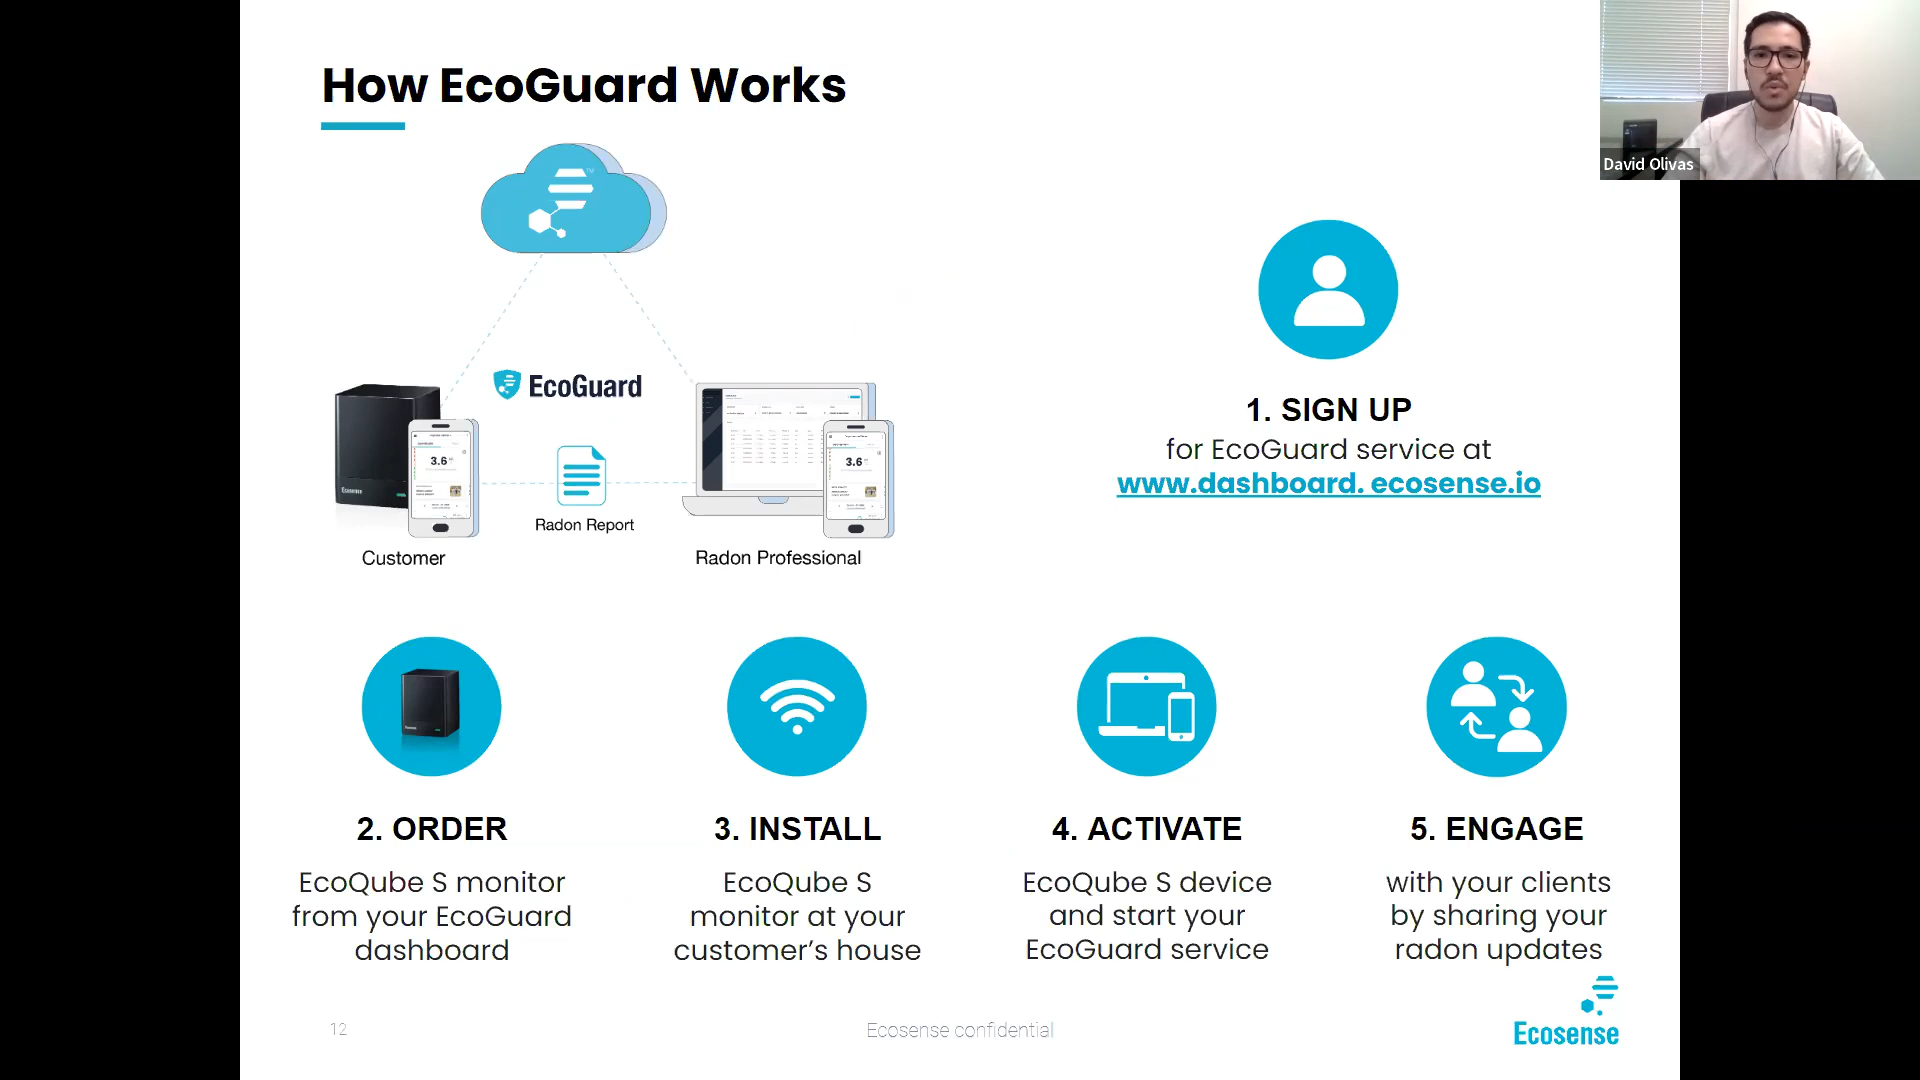 How EcoGuard Works
David Olivas
TM
EcoGuard
3.6
3.6
Ecosense
Radon Report
Customer
Radon Professional
1. SIGN UP
for EcoGuard service at
www.dashboard. ecosense.io
2. ORDER
EcoQube S monitor
from your EcoGuard
dashboard
3. INSTALL
EcoQube S
monitor at your
customer’s house
4. ACTIVATE
EcoQube S device
and start your
EcoGuard service
5. ENGAGE
with your clients
by sharing your
radon updates
12
Ecosense confidential
Ecosense